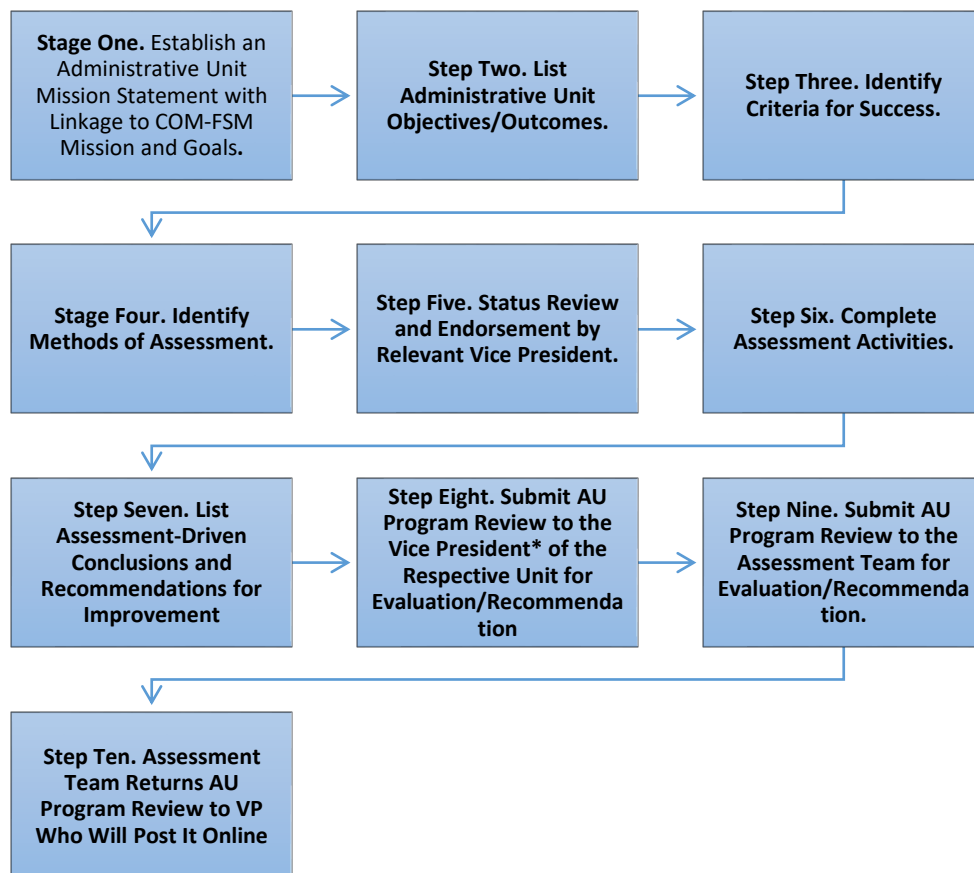 Stage One. Establish an
Administrative Unit
Mission Statement with
Linkage to COM-FSM
Mission and Goals.
Step Two. List
Administrative Unit
Objectives/Outcomes.
Step Three. Identify
Criteria for Success.
Stage Four. Identify
Methods of Assessment.
Step Five. Status Review
and Endorsement by
Relevant Vice President.
Step Six. Complete
Assessment Activities.
Step Seven. List
Assessment-Driven
Conclusions and
Recommendations for
Improvement
Step Eight. Submit AU
Program Review to the
Vice President* of the
Respective Unit for
Evaluation/Recommenda
tion
Step Nine. Submit AU
Program Review to the
Assessment Team for
Evaluation/Recommenda
tion.
Step Ten. Assessment
Team Returns AU
Program Review to VP
Who Will Post It Online